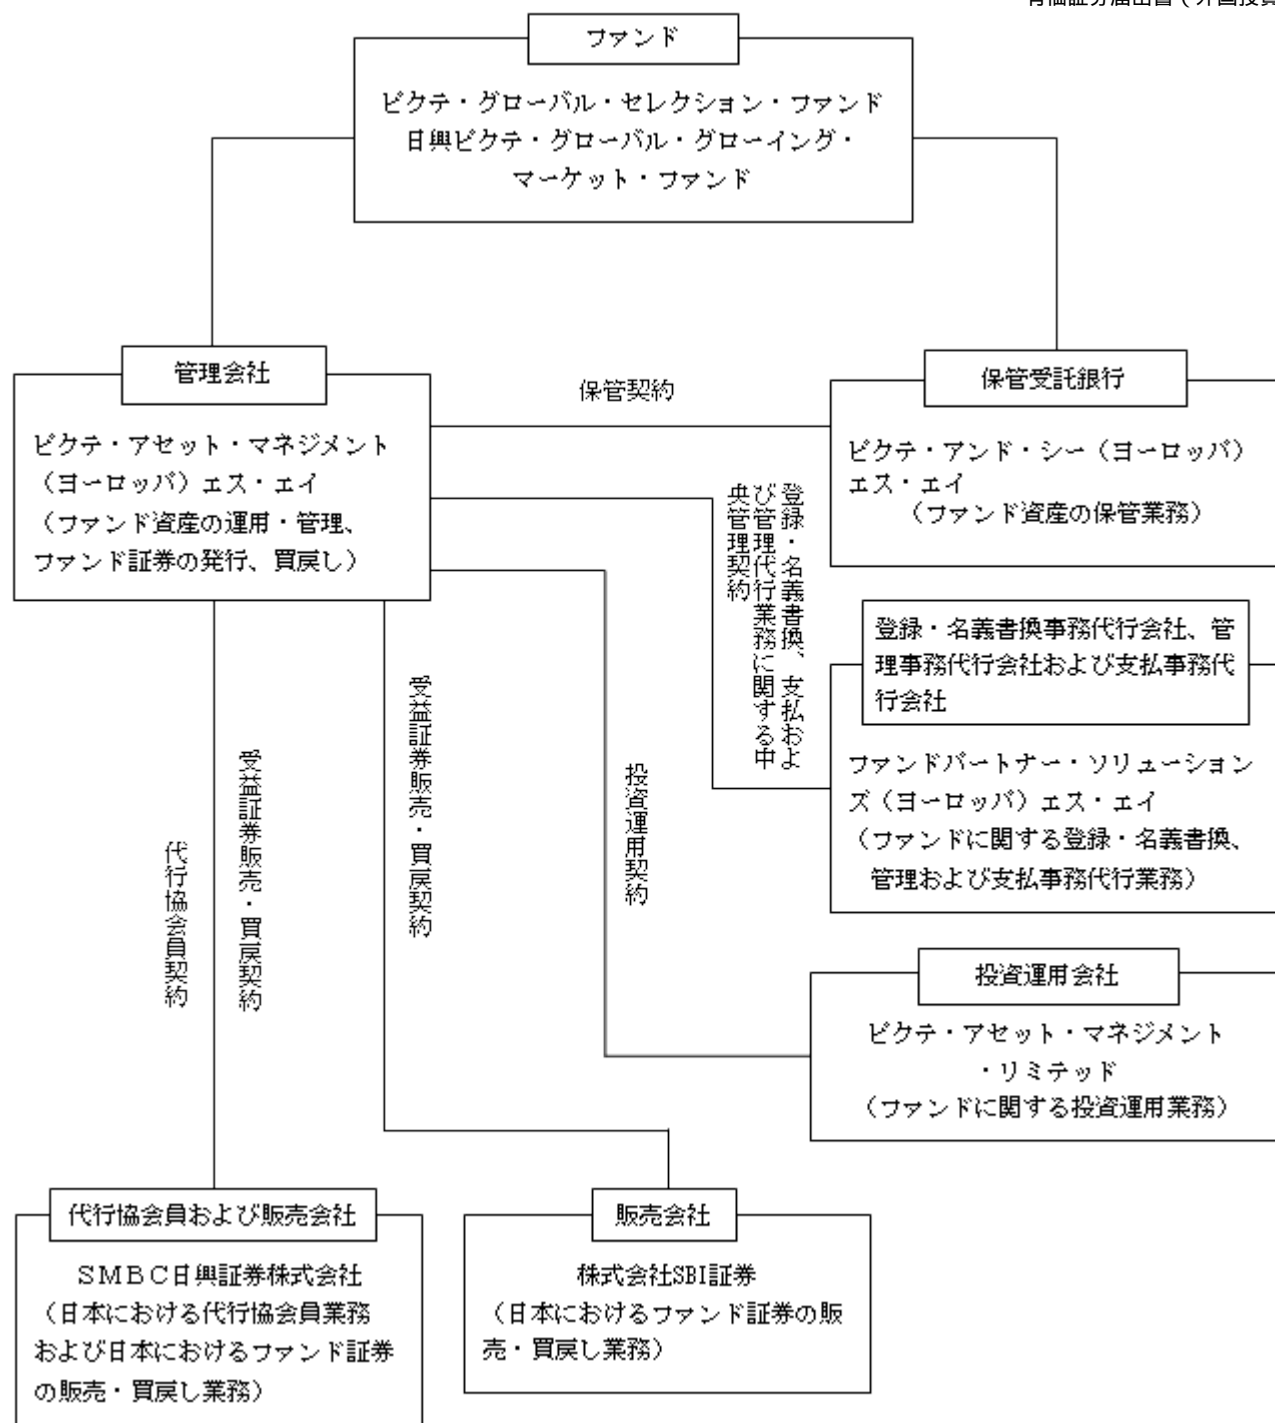 有価証券届出書（外国投資
ファンド
ピクテ・グローバル・セレクション・ファンド
日興ピクテ・グローバル・グローイング・
マーケット・ファンド
管理会社
ピクテ・アセット・マネジメント
（ヨーロッパ）エス・エイ
（ファンド資産の運用・管理、
ファンド証券の発行、買戻し）
保管契約
保管受託銀行
ピクテ・アンド・シー（ヨーロッパ）
エス・エイ
（ファンド資産の保管業務）
登録・名義書換、支払およ
び管理代行業務に関する中
央管理契約
登録・名義書換事務代行会社、管
理事務代行会社および支払事務代
行会社
ファンドパートナー・ソリューション
ズ（ヨーロッパ）エス・エイ
（ファンドに関する登録・名義書換、
管理および支払事務代行業務）
代行協会員契約
受益証券販売・買戻契約
受益証券販売・買戻契約
投資運用契約
投資運用会社
ピクテ・アセット・マネジメント
・リミテッド
（ファンドに関する投資運用業務）
代行協会員および販売会社
ＳＭＢＣ日興証券株式会社
（日本における代行協会員業務
および日本におけるファンド証券
の販売・買戻し業務）
販売会社
株式会社SBI証券
（日本におけるファンド証券の販
売・買戻し業務）